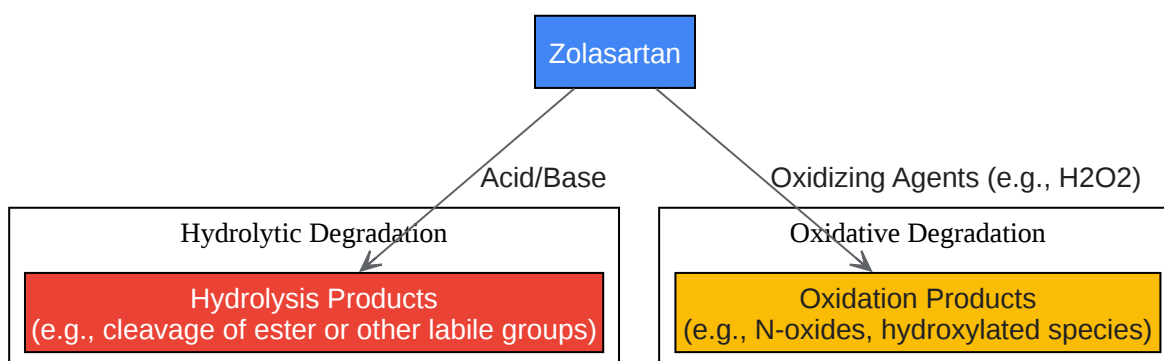 Zolasartan
Acid/Base
Oxidizing Agents (e.g., H2O2)
Hydrolytic Degradation
Oxidative Degradation
Hydrolysis Products
(e.g., cleavage of ester or other labile groups)
Oxidation Products
(e.g., N-oxides, hydroxylated species)